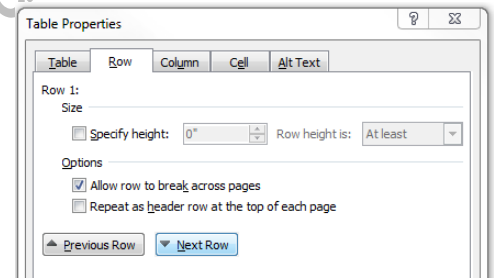 Table Properties
Table Row Column Cell Alt Text
Row 1:
Size
Specify height: 0" Row height is: At least
Options
Allow row to break across pages
Repeat as header row at the top of each page
Previous Row Next Row